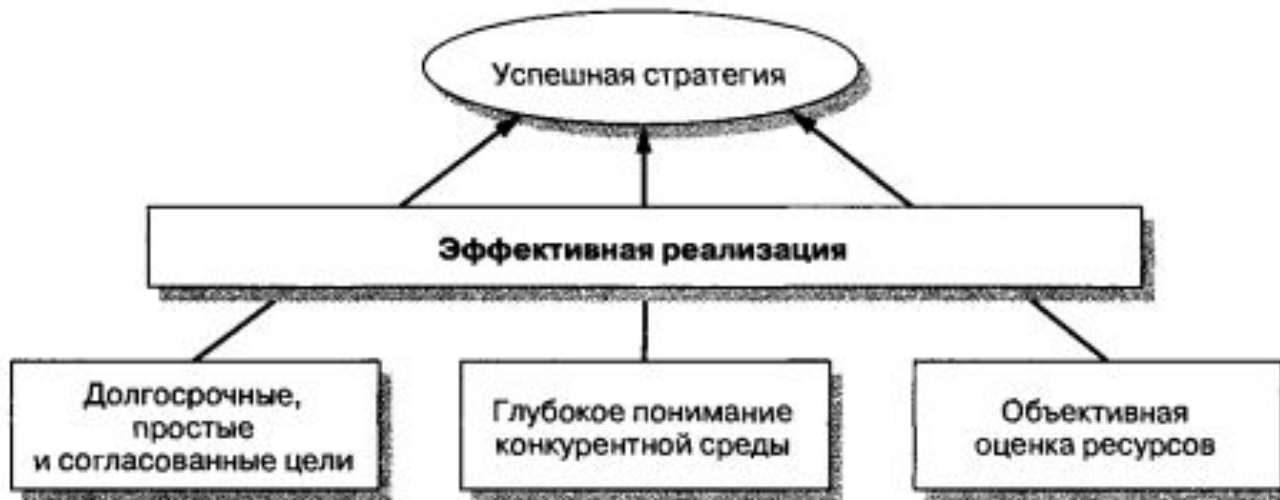 Успешная стратегия
Эффективная реализация
Долгосрочные,
простые
и согласованные цели
Глубокое понимание
конкурентной среды
Объективная
оценка ресурсов